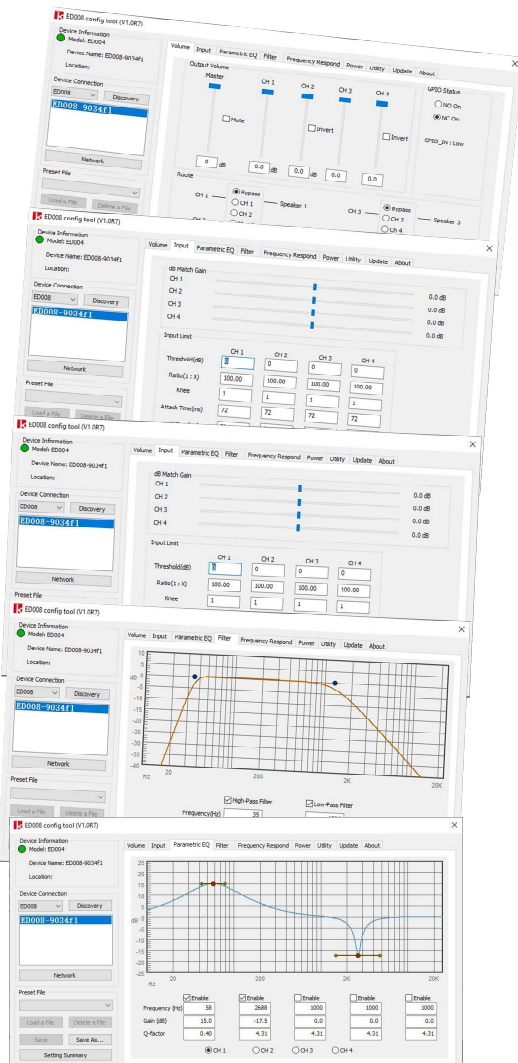 ED008 config tool (V1.0R7)
Device Information
Model: ED004
Device Name: ED008-9034f1
Location:
Device Connection
ED008
Discovery
ED008-9034f1
Network
Preset File
Load a File
Delete a File
Volume Input Parametric EQ Filter Frequency Respond Power Utility Update About
Output Volume
Master CH 1 CH 2 CH 3 CH 4
Mute
Invert
Invert
0 dB 0.0 dB 0.0 dB 0.0 0.0
GPIO Status
NO On
NC On
GPIO_IN : Low
Route
CH 1
Bypass
CH 1
CH 2
Speaker 1
CH 3
Bypass
CH 2
Ch 4
Speaker 3
ED008 config tool (V1.0R7)
Device Information
Model: ED004
Device Name: ED008-9034f1
Location:
Device Connection
ED008
Discovery
ED008-9034f1
Network
Preset File
Load a File
Delete a File
Volume Input Parametric EQ Filter Frequency Respond Power Utility Update About
dB Match Gain
CH 1 0.0 dB
CH 2 0.0 dB
CH 3 0.0 dB
CH 4 0.0 dB
Input Limit
CH 1 CH 2 CH 3 CH 4
Threshold(dB) 0 0 0 0
Ratio(1 : X) 100.00 100.00 100.00 100.00
Knee 1 1 1 1
Attack Time(ms) 72 72 72 72
ED008 config tool (V1.0R7)
Device Information
Model: ED004
Device Name: ED008-9034f1
Location:
Device Connection
ED008
Discovery
ED008-9034f1
Network
Preset File
Volume Input Parametric EQ Filter Frequency Respond Power Utility Update About
dB Match Gain
CH 1 0.0 dB
CH 2 0.0 dB
CH 3 0.0 dB
CH 4 0.0 dB
Input Limit
CH 1 CH 2 CH 3 CH 4
Threshold(dB) 0 0 0 0
Ratio(1 : X) 100.00 100.00 100.00 100.00
Knee 1 1 1 1
ED008 config tool (V1.0R7)
Device Information
Model: ED004
Device Name: ED008-9034f1
Location:
Device Connection
ED008
Discovery
ED008-9034f1
Network
Preset File
Load a File
Delete a File
Volume Input Parametric EQ Filter Frequency Respond Power Utility Update About
10
5
dB 0
-5
-10
-15
-20
-25
-30
-35
-40
Hz 20 200 2K 20K
High-Pass Filter Low-Pass Filter
Frequency(Hz) 35
ED008 config tool (V1.0R7)
Device Information
Model: ED004
Device Name: ED008-9034f1
Location:
Device Connection
ED008
Discovery
ED008-9034f1
Network
Preset File
Load a File Delete a File
Save Save As...
Setting Summary
Volume Input Parametric EQ Filter Frequency Respond Power Utility Update About
25
20
15
10
5
dB 0
-5
-10
-15
-20
-25
Hz 20 200 2K 20K
Enable Enable Enable Enable Enable
Frequency (Hz) 58 2688 1000 1000 1000
Gain (dB) 15.0 -17.5 0.0 0.0 0.0
Q-factor 0.40 4.31 4.31 4.31 4.31
CH 1 CH 2 CH 3 CH 4